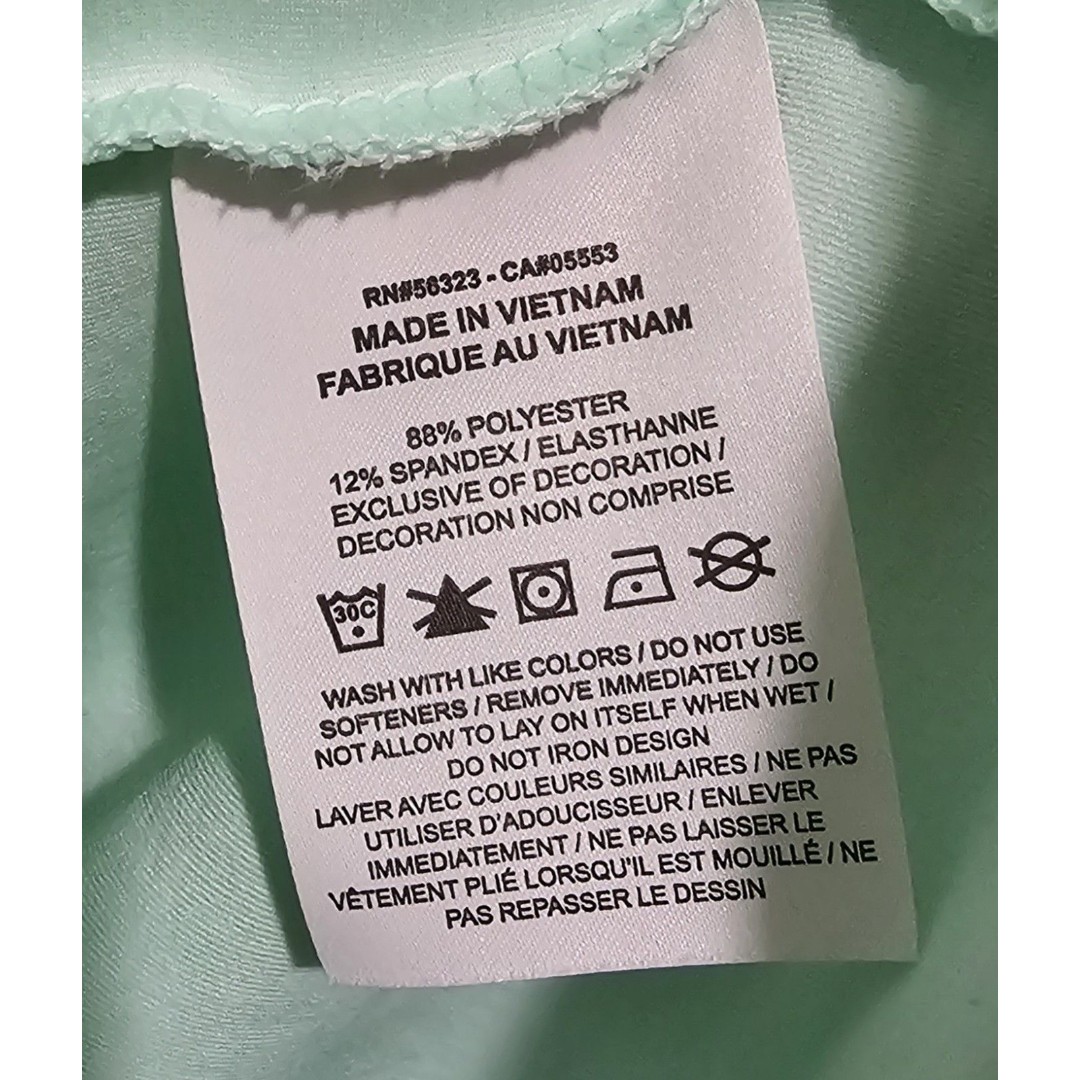 RN#56323 - CA#05553
MADE IN VIETNAM
FABRIQUE AU VIETNAM
88% POLYESTER
12% SPANDEX / ELASTHANNE
EXCLUSIVE OF DECORATION /
DECORATION NON COMPRISE
30C
WASH WITH LIKE COLORS / DO NOT USE
SOFTENERS / REMOVE IMMEDIATELY / DO
NOT ALLOW TO LAY ON ITSELF WHEN WET /
DO NOT IRON DESIGN
LAVER AVEC COULEURS SIMILAIRES / NE PAS
UTILISER D'ADOUCISSEUR / ENLEVER
IMMEDIATEMENT / NE PAS LAISSER LE
VÊTEMENT PLIÉ LORSQU'IL EST MOUILLÉ / NE
PAS REPASSER LE DESSIN